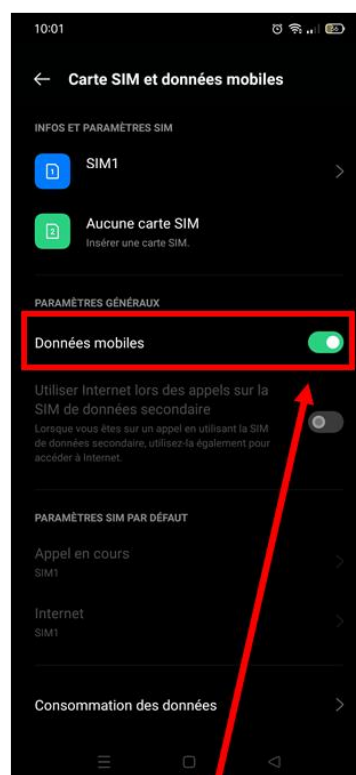 10:01
Carte SIM et données mobiles
INFOS ET PARAMÈTRES SIM
1
SIM1
2
Aucune carte SIM
Insérer une carte SIM.
PARAMÈTRES GÉNÉRAUX
Données mobiles
Utiliser Internet lors des appels sur la
SIM de données secondaire
Lorsque vous êtes sur un appel en utilisant la SIM
de données secondaire, utilisez-la également pour
accéder à Internet.
PARAMÈTRES SIM PAR DÉFAUT
Appel en cours
SIM1
Internet
SIM1
Consommation des données